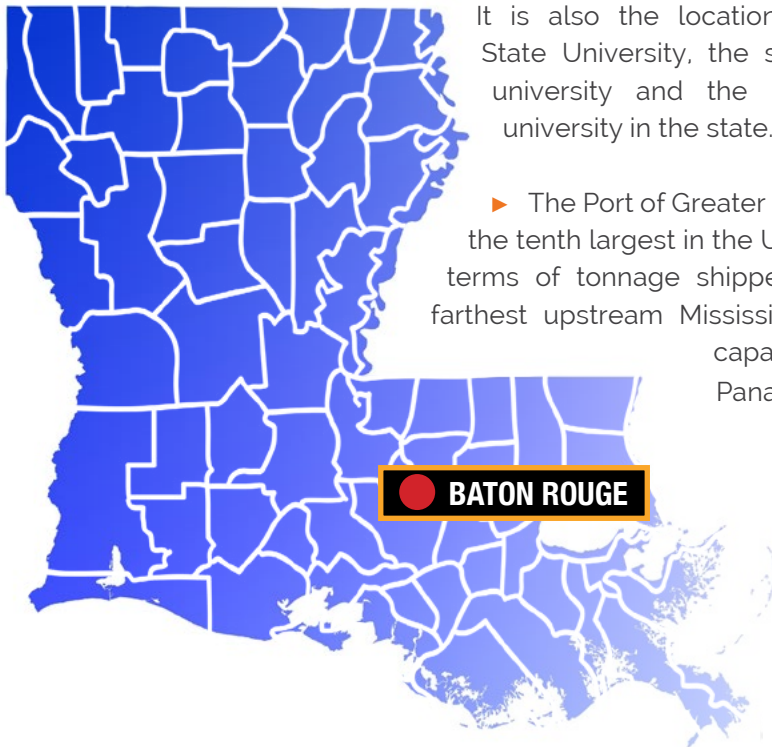 It is also the location
State University, the s
university and the
university in the state.
► The Port of Greater
the tenth largest in the U
terms of tonnage shippe
farthest upstream Mississi
capa
Pana
BATON ROUGE